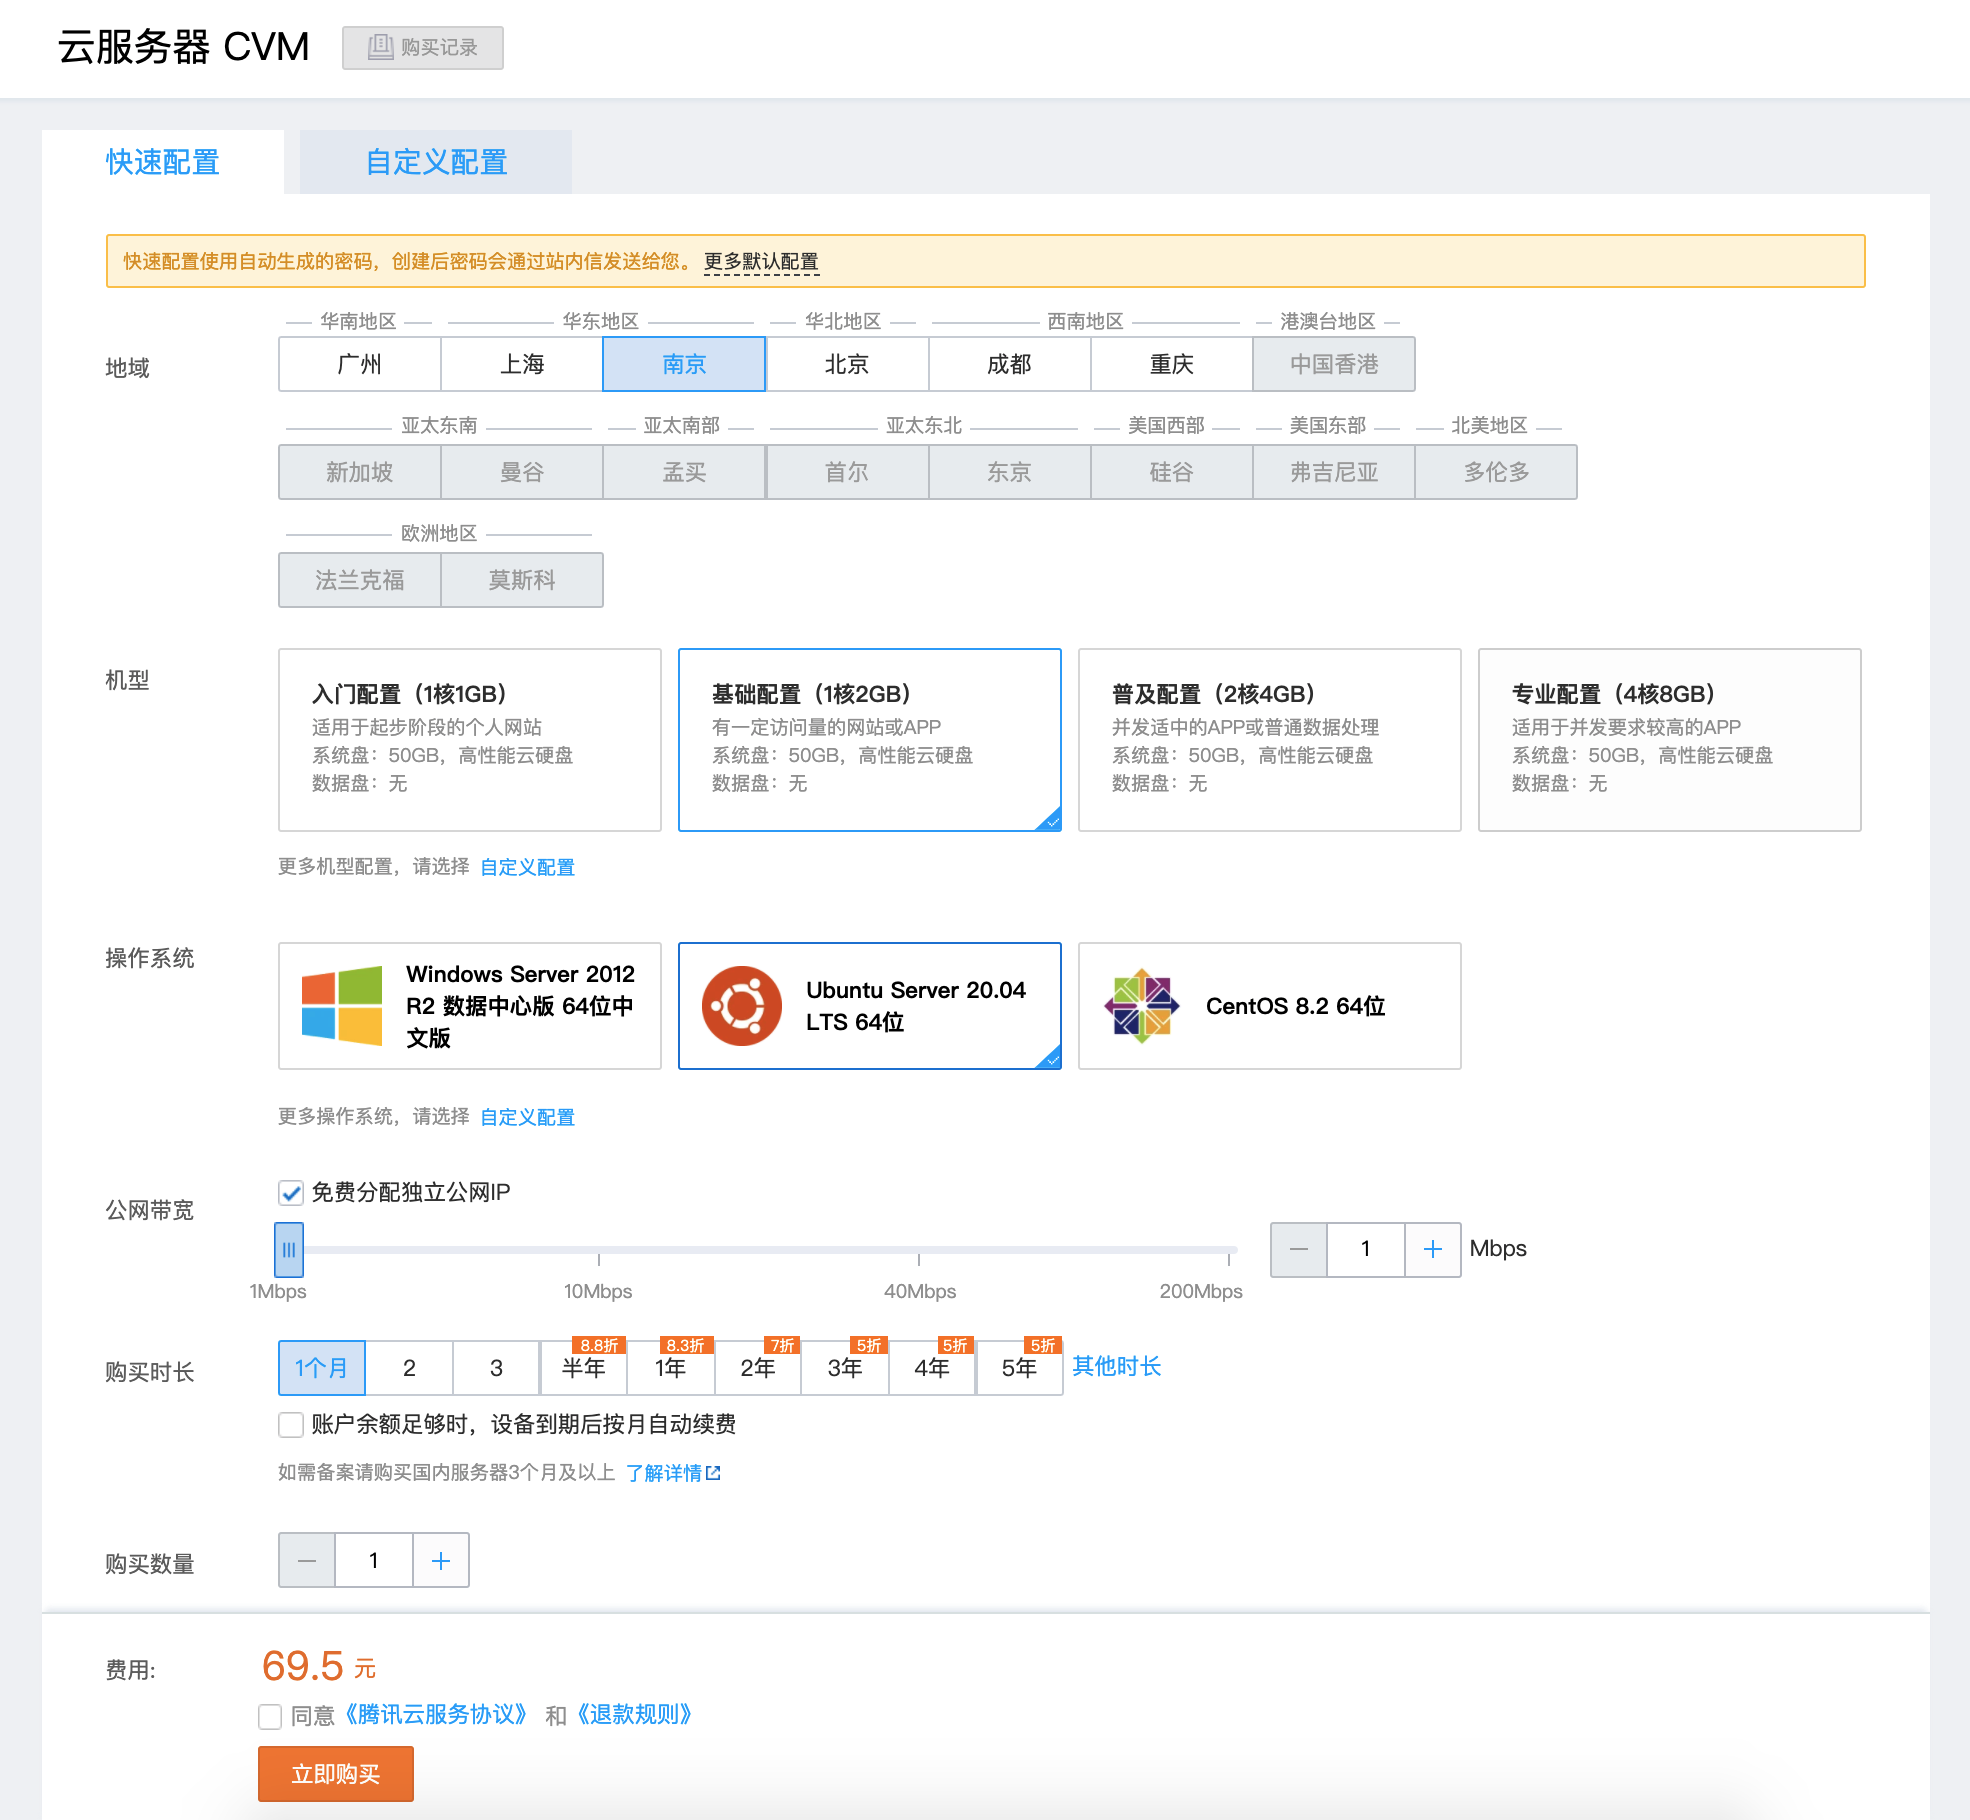 云服务器 CVM
购买记录
快速配置
自定义配置
快速配置使用自动生成的密码，创建后密码会通过站内信发送给您。 更多默认配置
地域
华南地区 华东地区 华北地区 西南地区 港澳台地区
广州 上海 南京 北京 成都 重庆 中国香港
亚太东南 亚太南部 亚太东北 美国西部 美国东部 北美地区
新加坡 曼谷 孟买 首尔 东京 硅谷 弗吉尼亚 多伦多
欧洲地区
法兰克福 莫斯科
机型
入门配置（1核1GB）
适用于起步阶段的个人网站
系统盘：50GB，高性能云硬盘
数据盘：无
基础配置（1核2GB）
有一定访问量的网站或APP
系统盘：50GB，高性能云硬盘
数据盘：无
普及配置（2核4GB）
并发适中的APP或普通数据处理
系统盘：50GB，高性能云硬盘
数据盘：无
专业配置（4核8GB）
适用于并发要求较高的APP
系统盘：50GB，高性能云硬盘
数据盘：无
更多机型配置，请选择 自定义配置
操作系统
Windows Server 2012
R2 数据中心版 64位中
文版
Ubuntu Server 20.04
LTS 64位
CentOS 8.2 64位
更多操作系统，请选择 自定义配置
公网带宽
免费分配独立公网IP
1 Mbps
1Mbps 10Mbps 40Mbps 200Mbps
购买时长
8.8折 8.3折 7折 5折 5折 5折
1个月 2 3 半年 1年 2年 3年 4年 5年 其他时长
账户余额足够时，设备到期后按月自动续费
如需备案请购买国内服务器3个月及以上 了解详情
购买数量
1
费用:
69.5 元
同意《腾讯云服务协议》 和《退款规则》
立即购买